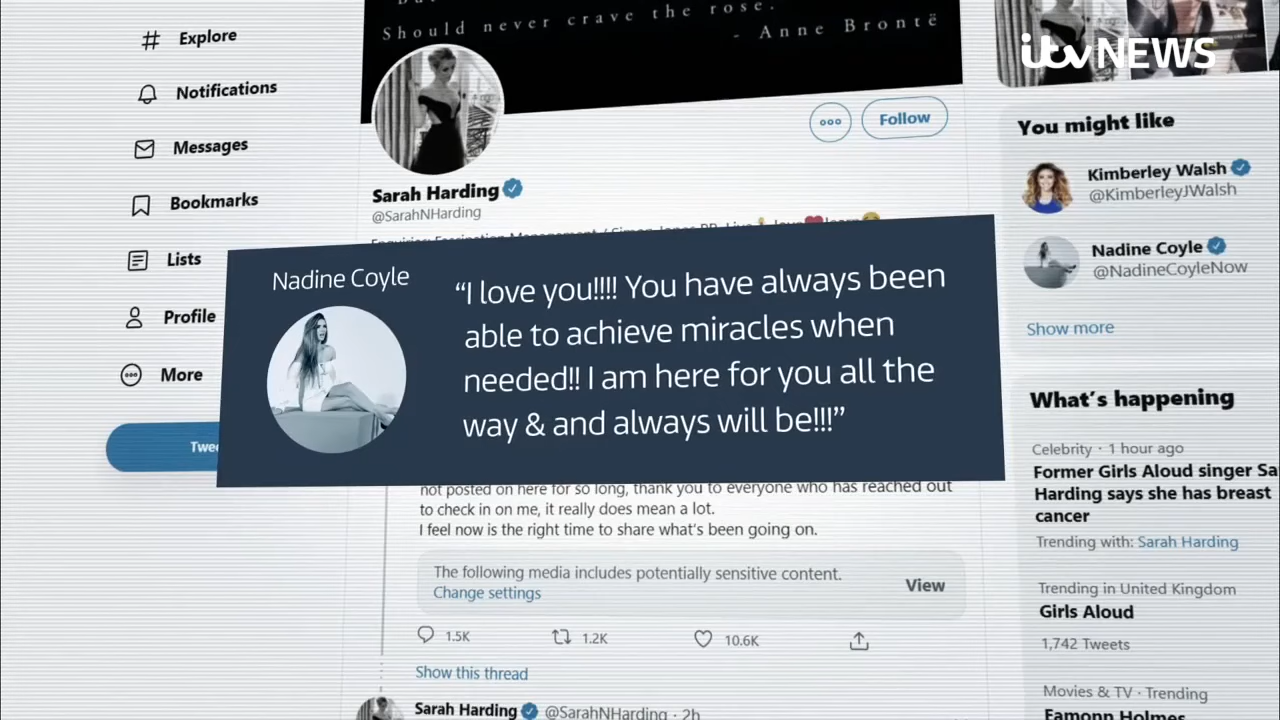 But
Should never crave the rose.
- Anne Brontë
itv NEWS
Explore
Notifications
Messages
Bookmarks
Lists
Profile
More
Follow
Sarah Harding
@SarahNHarding
Nadine Coyle
“I love you!!!! You have always been
able to achieve miracles when
needed!! I am here for you all the
way & and always will be!!!”
not posted on here for so long, thank you to everyone who has reached out
to check in on me, it really does mean a lot.
I feel now is the right time to share what's been going on.
The following media includes potentially sensitive content.
Change settings
View
1.5K
1.2K
10.6K
Show this thread
Sarah Harding @SarahNHarding · 2h
You might like
Kimberley Walsh
@KimberleyJWalsh
Nadine Coyle
@NadineCoyleNow
Show more
What's happening
Celebrity · 1 hour ago
Former Girls Aloud singer Sa
Harding says she has breast
cancer
Trending with: Sarah Harding
Trending in United Kingdom
Girls Aloud
1,742 Tweets
Movies & TV · Trending
Eamonn Holmes